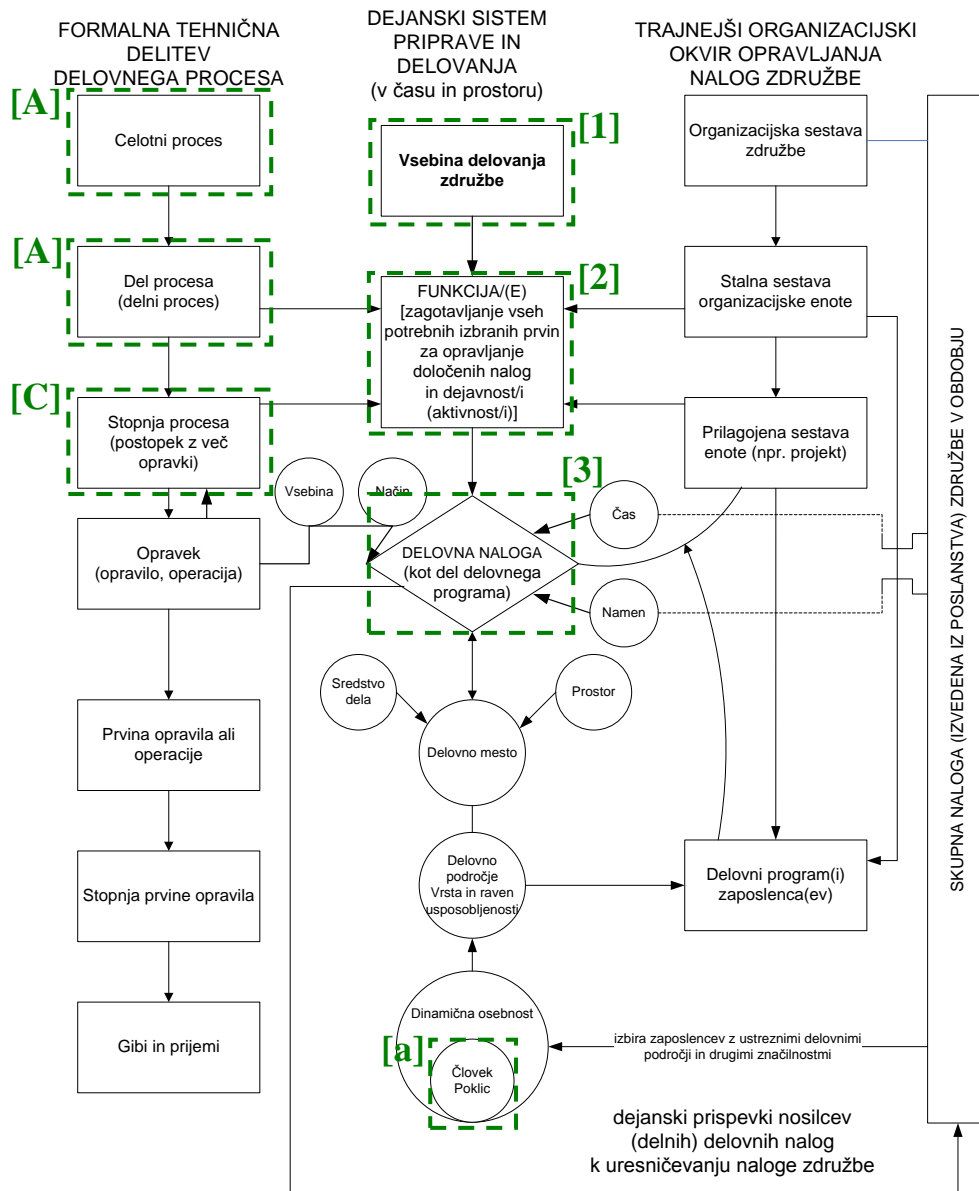 FORMALNA TEHNIČNA
DELITEV
DELOVNEGA PROCESA
DEJANSKI SISTEM
PRIPRAVE IN
DELOVANJA
(v času in prostoru)
TRAJNEJŠI ORGANIZACIJSKI
OKVIR OPRAVLJANJA
NALOG ZDRUŽBE
[A]
Celotni proces
[1]
Vsebina delovanja
združbe
Organizacijska sestava
združbe
[A]
Del procesa
(delni proces)
[2]
FUNKCIJA/(E)
[zagotavljanje vseh
potrebnih izbranih prvin
za opravljanje
določenih nalog
in dejavnost/i
(aktivnost/i)]
Stalna sestava
organizacijske enote
[C]
Stopnja procesa
(postopek z več
opravki)
Prilagojena sestava
enote (npr. projekt)
[3]
Vsebina
Način
Čas
Opravek
(opravilo, operacija)
DELOVNA NALOGA
(kot del delovnega
programa)
Namen
Sredstvo
dela
Prostor
Prvina opravila ali
operacije
Delovno mesto
Stopnja prvine opravila
Delovno
področje
Vrsta in raven
usposobljenosti
Delovni program(i)
zaposlenca(ev)
Gibi in prijemi
Dinamična osebnost
[a]
Človek
Poklic
izbira zaposlencev z ustreznimi delovnimi
področji in drugimi značilnostmi
dejanski prispevki nosilcev
(delnih) delovnih nalog
k uresničevanju naloge združbe
SKUPNA NALOGA (IZVEDENA IZ POSLANSTVA) ZDRUŽBE V OBDOBJU